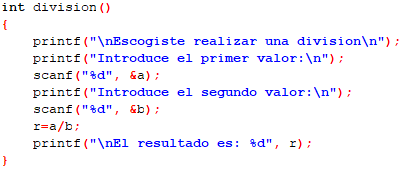 int division()
{
printf("\nEscogiste realizar una division\n");
printf("Introduce el primer valor:\n");
scanf("%d", &a);
printf("Introduce el segundo valor:\n");
scanf("%d", &b);
r=a/b;
printf("\nEl resultado es: %d", r);
}